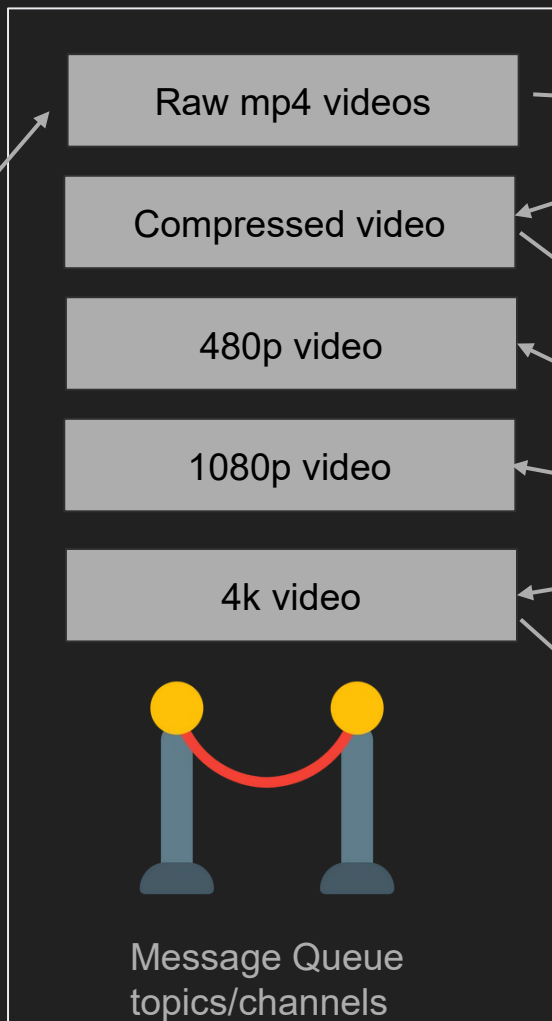 Raw mp4 videos
Compressed video
480p video
1080p video
4k video
Message Queue
topics/channels